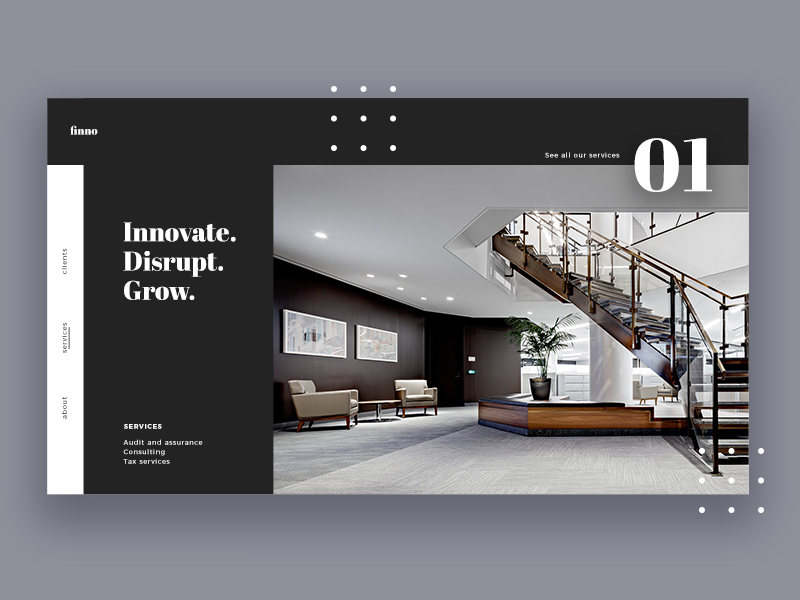 finno
See all our services
01
clients
services
about
Innovate.
Disrupt.
Grow.
SERVICES
Audit and assurance
Consulting
Tax services